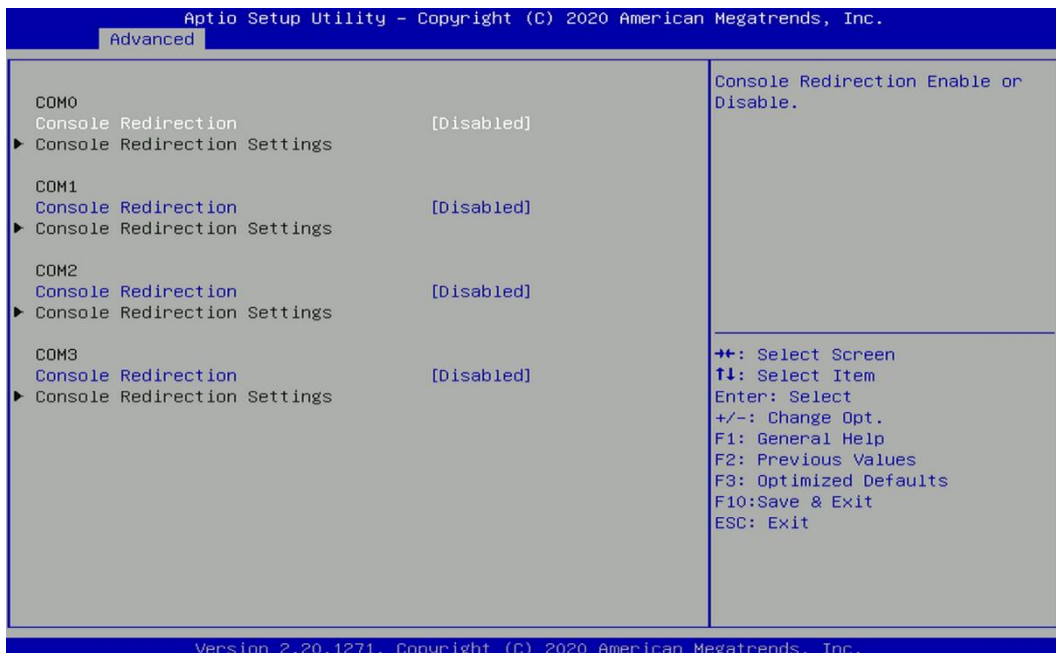 Aptio Setup Utility – Copyright (C) 2020 American Megatrends, Inc.
Advanced
COM0
Console Redirection [Disabled]
▶ Console Redirection Settings
COM1
Console Redirection [Disabled]
▶ Console Redirection Settings
COM2
Console Redirection [Disabled]
▶ Console Redirection Settings
COM3
Console Redirection [Disabled]
▶ Console Redirection Settings
Console Redirection Enable or
Disable.
→←: Select Screen
↑↓: Select Item
Enter: Select
+/-: Change Opt.
F1: General Help
F2: Previous Values
F3: Optimized Defaults
F10:Save & Exit
ESC: Exit
Version 2.20.1271. Copyright (C) 2020 American Megatrends, Inc.